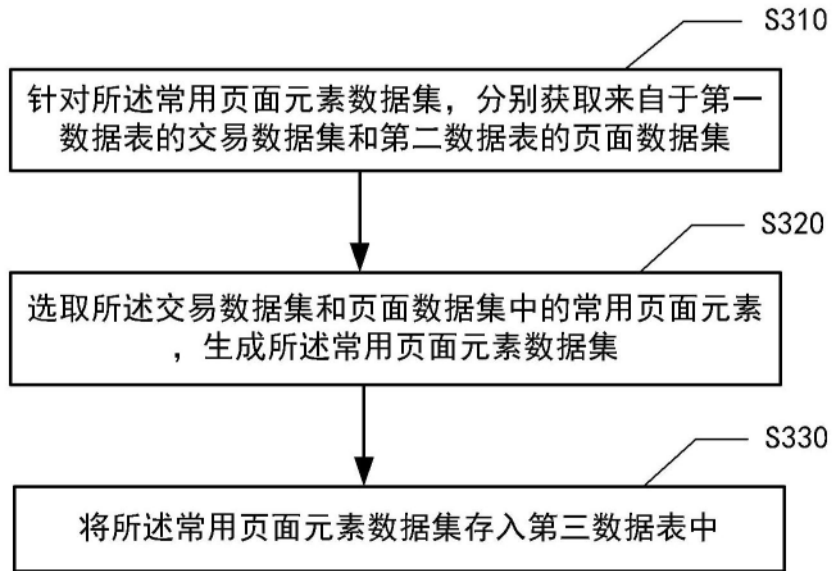 S310
针对所述常用页面元素数据集，分别获取来自于第一
数据表的交易数据集和第二数据表的页面数据集
S320
选取所述交易数据集和页面数据集中的常用页面元素
，生成所述常用页面元素数据集
S330
将所述常用页面元素数据集存入第三数据表中